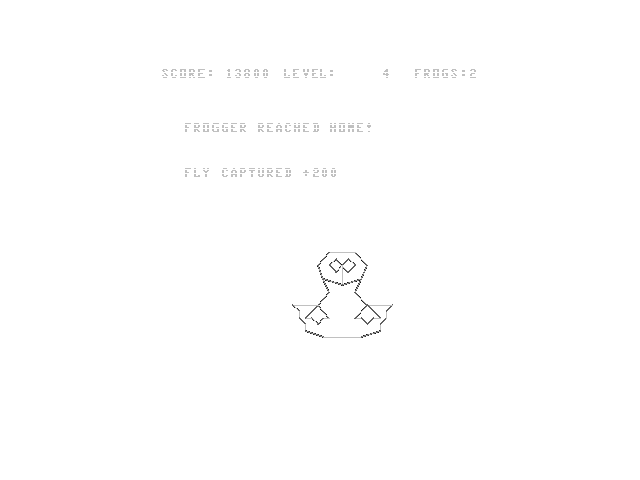 SCORE: 13800 LEVEL: 4 FROGS:2
FROGGER REACHED HOME!
FLY CAPTURED +200